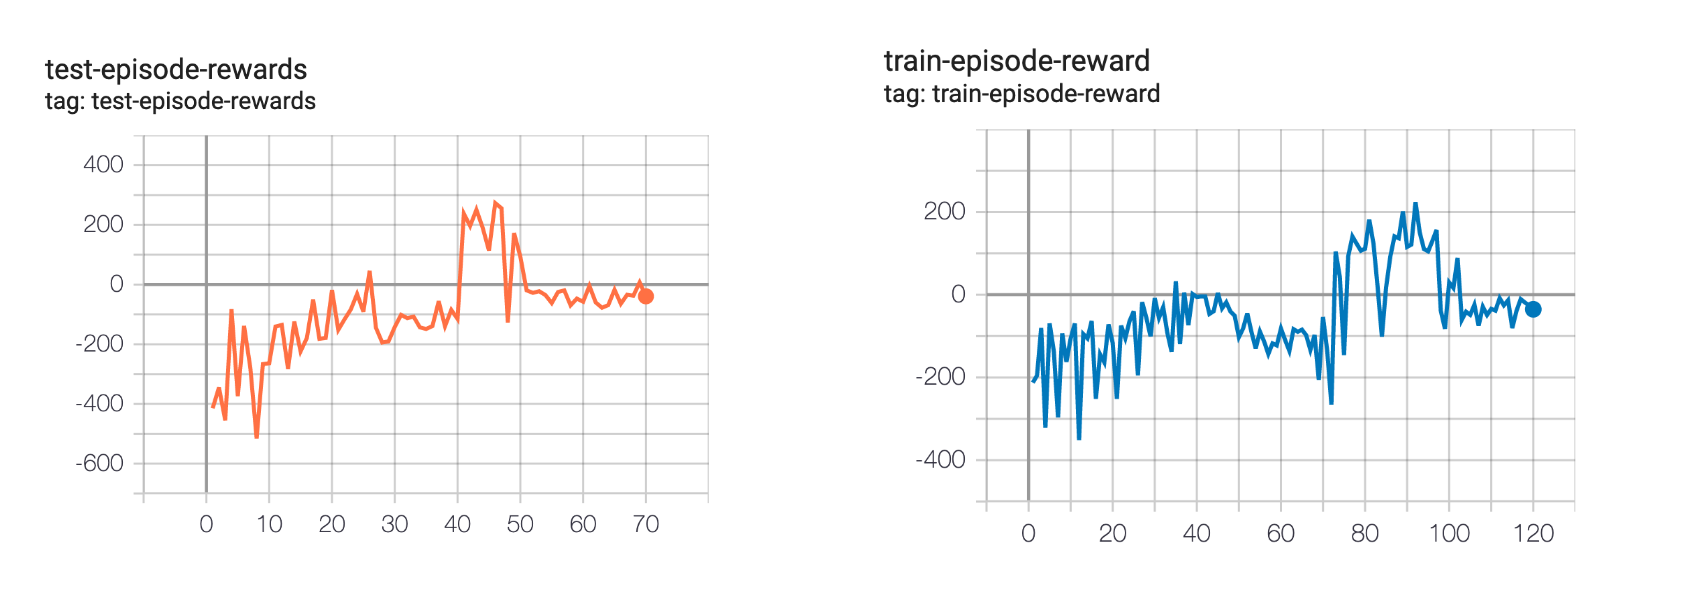 test-episode-rewards
tag: test-episode-rewards
400
200
0
-200
-400
-600
0 10 20 30 40 50 60 70
train-episode-reward
tag: train-episode-reward
200
0
-200
-400
0 20 40 60 80 100 120